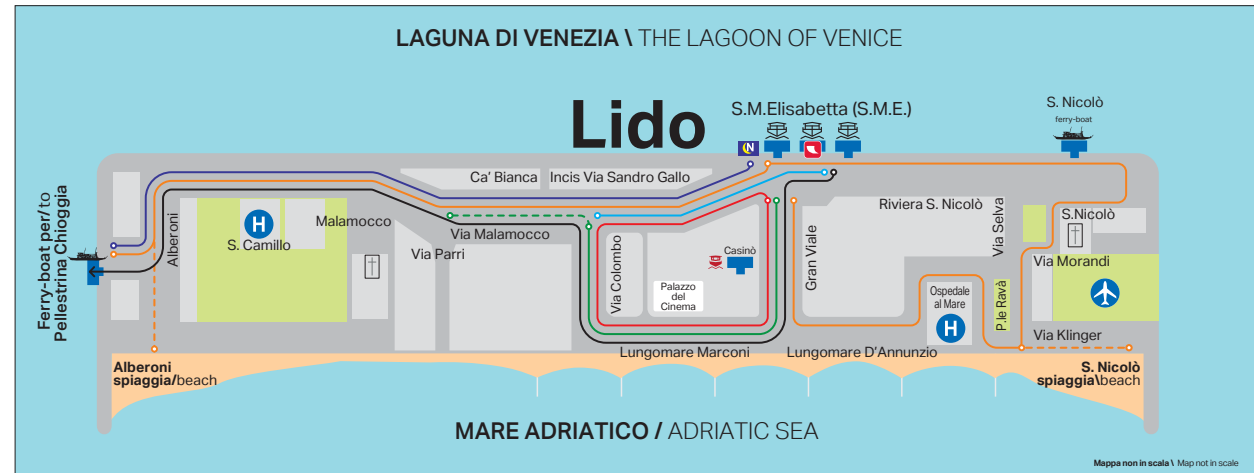 LAGUNA DI VENEZIA \ THE LAGOON OF VENICE
Lido
S.M.Elisabetta (S.M.E.)
S. Nicolò
ferry-boat
N
Ca' Bianca
Incis Via Sandro Gallo
Riviera S. Nicolò
Via Selva
S.Nicolò
Ferry-boat per/to
Pellestrina Chioggia
Alberoni
H
S. Camillo
Malamocco
Via Malamocco
Via Parri
Via Colombo
Casinò
Palazzo
del
Cinema
Gran Viale
Ospedale
al Mare
H
P.le Ravà
Via Morandi
Via Klinger
Lungomare Marconi
Lungomare D'Annunzio
Alberoni
spiaggia/beach
S. Nicolò
spiaggia\beach
MARE ADRIATICO / ADRIATIC SEA
Mappa non in scala \ Map not in scale